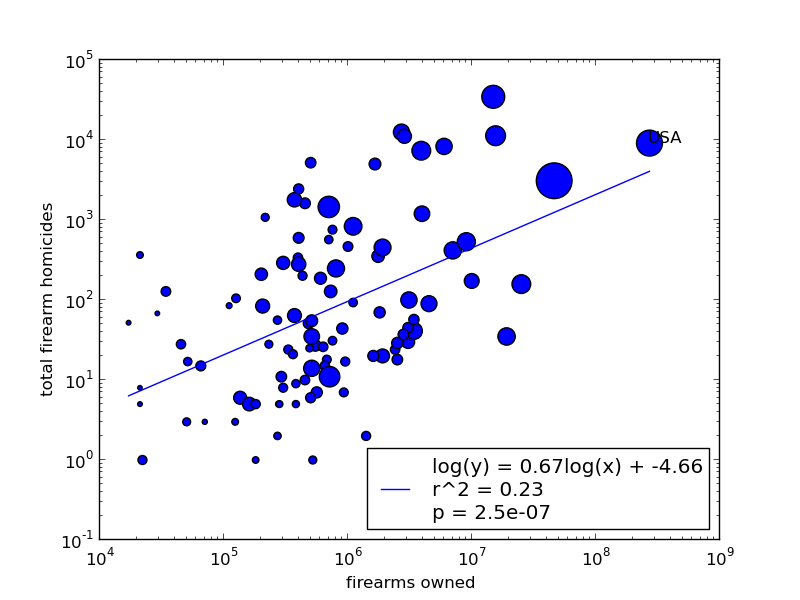 10^5
10^4
10^3
10^2
10^1
10^0
10^-1
total firearm homicides
USA
log(y) = 0.67log(x) + -4.66
r^2 = 0.23
p = 2.5e-07
10^4 10^5 10^6 10^7 10^8 10^9
firearms owned